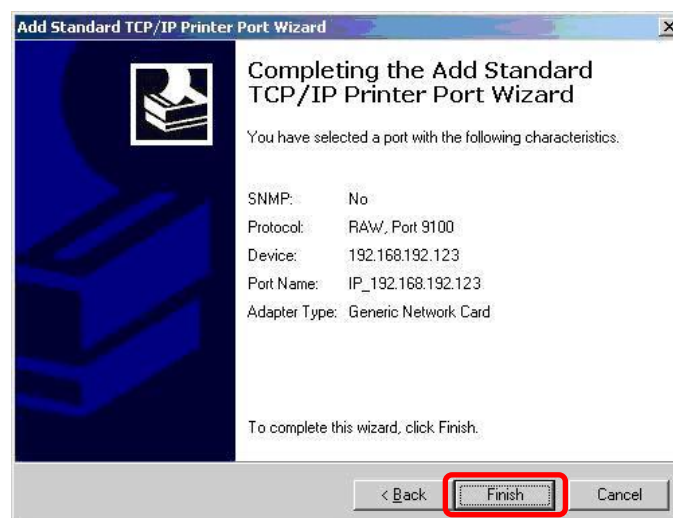 Add Standard TCP/IP Printer Port Wizard
Completing the Add Standard
TCP/IP Printer Port Wizard
You have selected a port with the following characteristics.
SNMP: No
Protocol: RAW, Port 9100
Device: 192.168.192.123
Port Name: IP_192.168.192.123
Adapter Type: Generic Network Card
To complete this wizard, click Finish.
< Back Finish Cancel